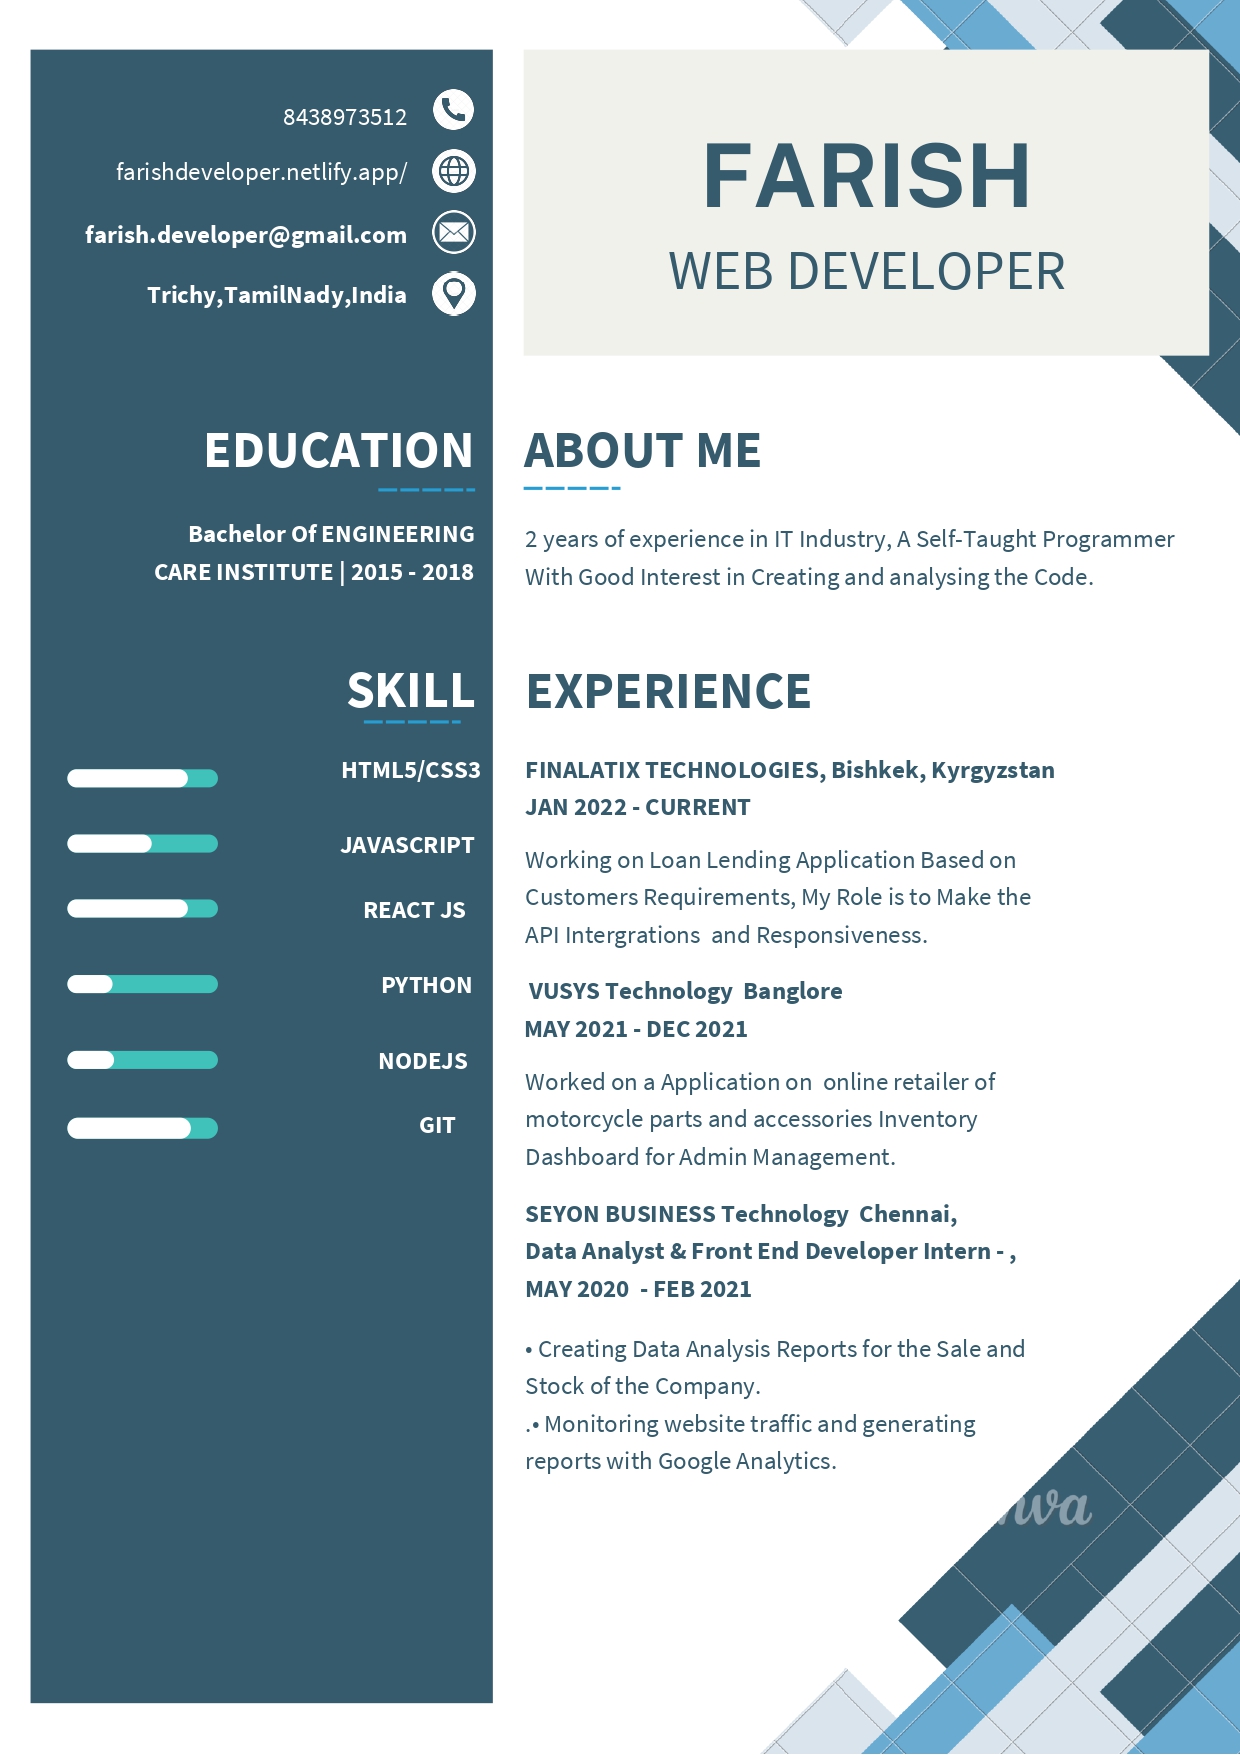 8438973512
farishdeveloper.netlify.app/
farish.developer@gmail.com
Trichy,TamilNady,India
FARISH
WEB DEVELOPER
EDUCATION
Bachelor Of ENGINEERING
CARE INSTITUTE | 2015 - 2018
SKILL
HTML5/CSS3
JAVASCRIPT
REACT JS
PYTHON
NODEJS
GIT
ABOUT ME
2 years of experience in IT Industry, A Self-Taught Programmer
With Good Interest in Creating and analysing the Code.
EXPERIENCE
FINALATIX TECHNOLOGIES, Bishkek, Kyrgyzstan
JAN 2022 - CURRENT
Working on Loan Lending Application Based on
Customers Requirements, My Role is to Make the
API Intergrations  and Responsiveness.
VUSYS Technology  Banglore
MAY 2021 - DEC 2021
Worked on a Application on  online retailer of
motorcycle parts and accessories Inventory
Dashboard for Admin Management.
SEYON BUSINESS Technology  Chennai,
Data Analyst & Front End Developer Intern - ,
MAY 2020  - FEB 2021
• Creating Data Analysis Reports for the Sale and
Stock of the Company.
.• Monitoring website traffic and generating
reports with Google Analytics.